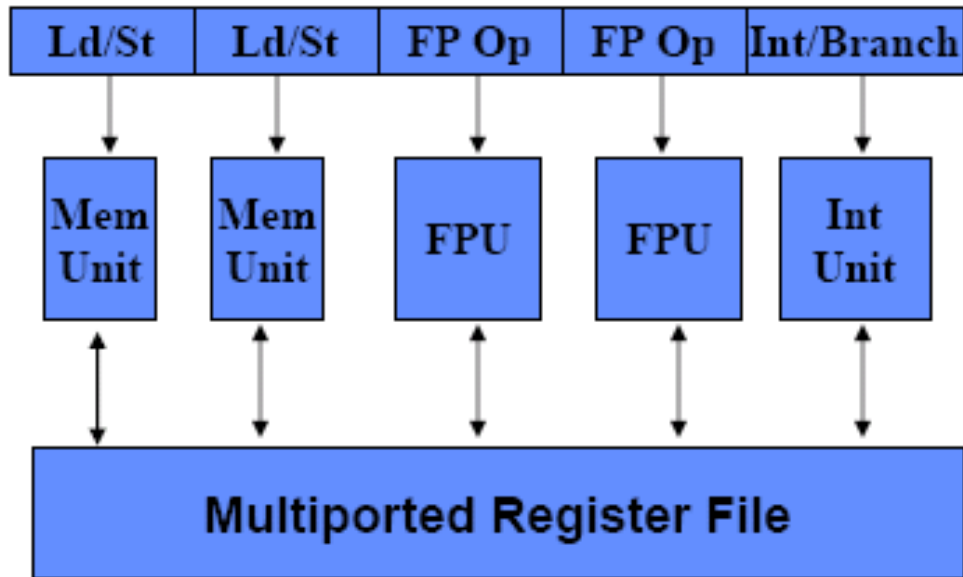 Ld/St Ld/St FP Op FP Op Int/Branch
Mem Mem FPU FPU Int
Unit Unit Unit
Multiported Register File